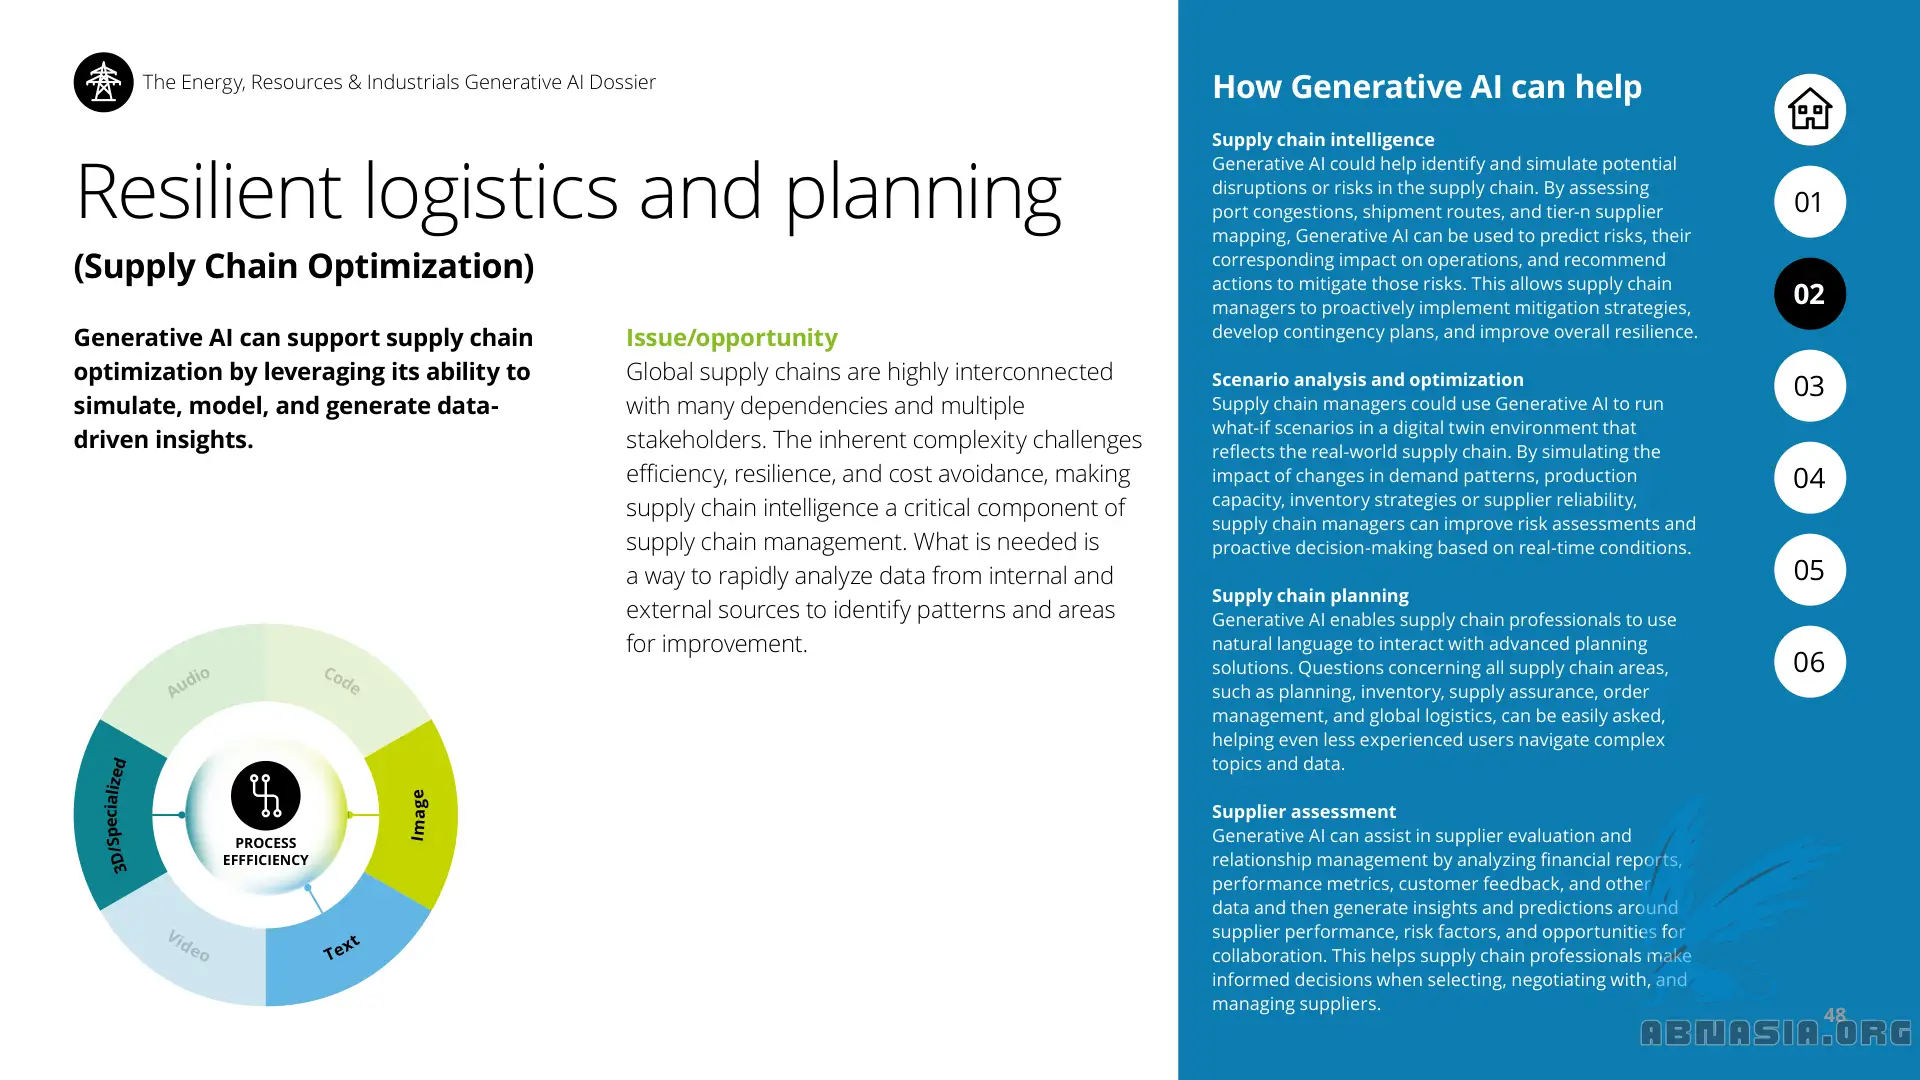 The Energy, Resources & Industrials Generative AI Dossier
Resilient logistics and planning
(Supply Chain Optimization)
Generative AI can support supply chain
optimization by leveraging its ability to
simulate, model, and generate data-
driven insights.
Issue/opportunity
Global supply chains are highly interconnected
with many dependencies and multiple
stakeholders. The inherent complexity challenges
efficiency, resilience, and cost avoidance, making
supply chain intelligence a critical component of
supply chain management. What is needed is
a way to rapidly analyze data from internal and
external sources to identify patterns and areas
for improvement.
Audio
Code
3D/Specialized
Image
PROCESS
EFFFICIENCY
Video
Text
How Generative AI can help
Supply chain intelligence
Generative AI could help identify and simulate potential
disruptions or risks in the supply chain. By assessing
port congestions, shipment routes, and tier-n supplier
mapping, Generative AI can be used to predict risks, their
corresponding impact on operations, and recommend
actions to mitigate those risks. This allows supply chain
managers to proactively implement mitigation strategies,
develop contingency plans, and improve overall resilience.
Scenario analysis and optimization
Supply chain managers could use Generative AI to run
what-if scenarios in a digital twin environment that
reflects the real-world supply chain. By simulating the
impact of changes in demand patterns, production
capacity, inventory strategies or supplier reliability,
supply chain managers can improve risk assessments and
proactive decision-making based on real-time conditions.
Supply chain planning
Generative AI enables supply chain professionals to use
natural language to interact with advanced planning
solutions. Questions concerning all supply chain areas,
such as planning, inventory, supply assurance, order
management, and global logistics, can be easily asked,
helping even less experienced users navigate complex
topics and data.
Supplier assessment
Generative AI can assist in supplier evaluation and
relationship management by analyzing financial reports,
performance metrics, customer feedback, and other
data and then generate insights and predictions around
supplier performance, risk factors, and opportunities for
collaboration. This helps supply chain professionals make
informed decisions when selecting, negotiating with, and
managing suppliers.
01
02
03
04
05
06
48
ABNASIA.ORG